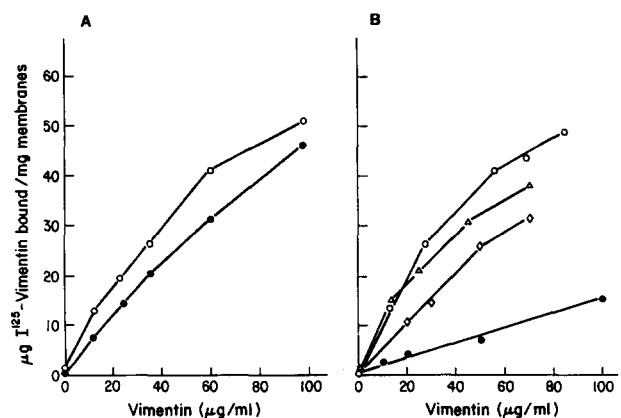 A
B
μg I¹²⁵-Vimentin bound/mg membranes
60
50
40
30
20
10
0
0 20 40 60 80 100
0 20 40 60 80 100
Vimentin (μg/ml)
Vimentin (μg/ml)